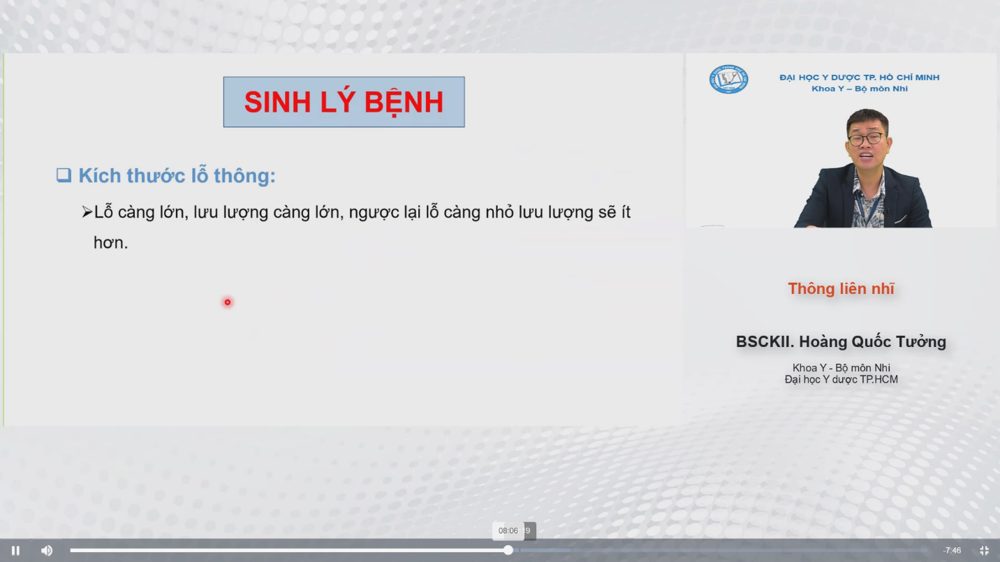 SINH LÝ BỆNH
❑ Kích thước lỗ thông:
➢Lỗ càng lớn, lưu lượng càng lớn, ngược lại lỗ càng nhỏ lưu lượng sẽ ít
hơn.
ĐẠI HỌC Y DƯỢC TP. HỒ CHÍ MINH
Khoa Y – Bộ môn Nhi
Thông liên nhĩ
BSCKII. Hoàng Quốc Tưởng
Khoa Y - Bộ môn Nhi
Đại học Y dược TP.HCM
08:06
-7:46